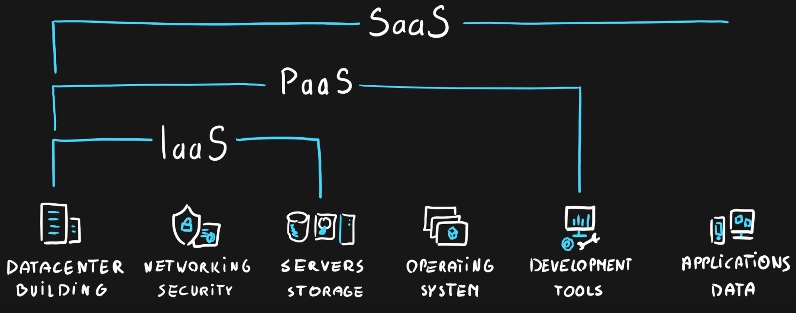 SaaS
PaaS
IaaS
DATACENTER BUILDING
NETWORKING SECURITY
SERVERS STORAGE
OPERATING SYSTEM
DEVELOPMENT TOOLS
APPLICATIONS DATA